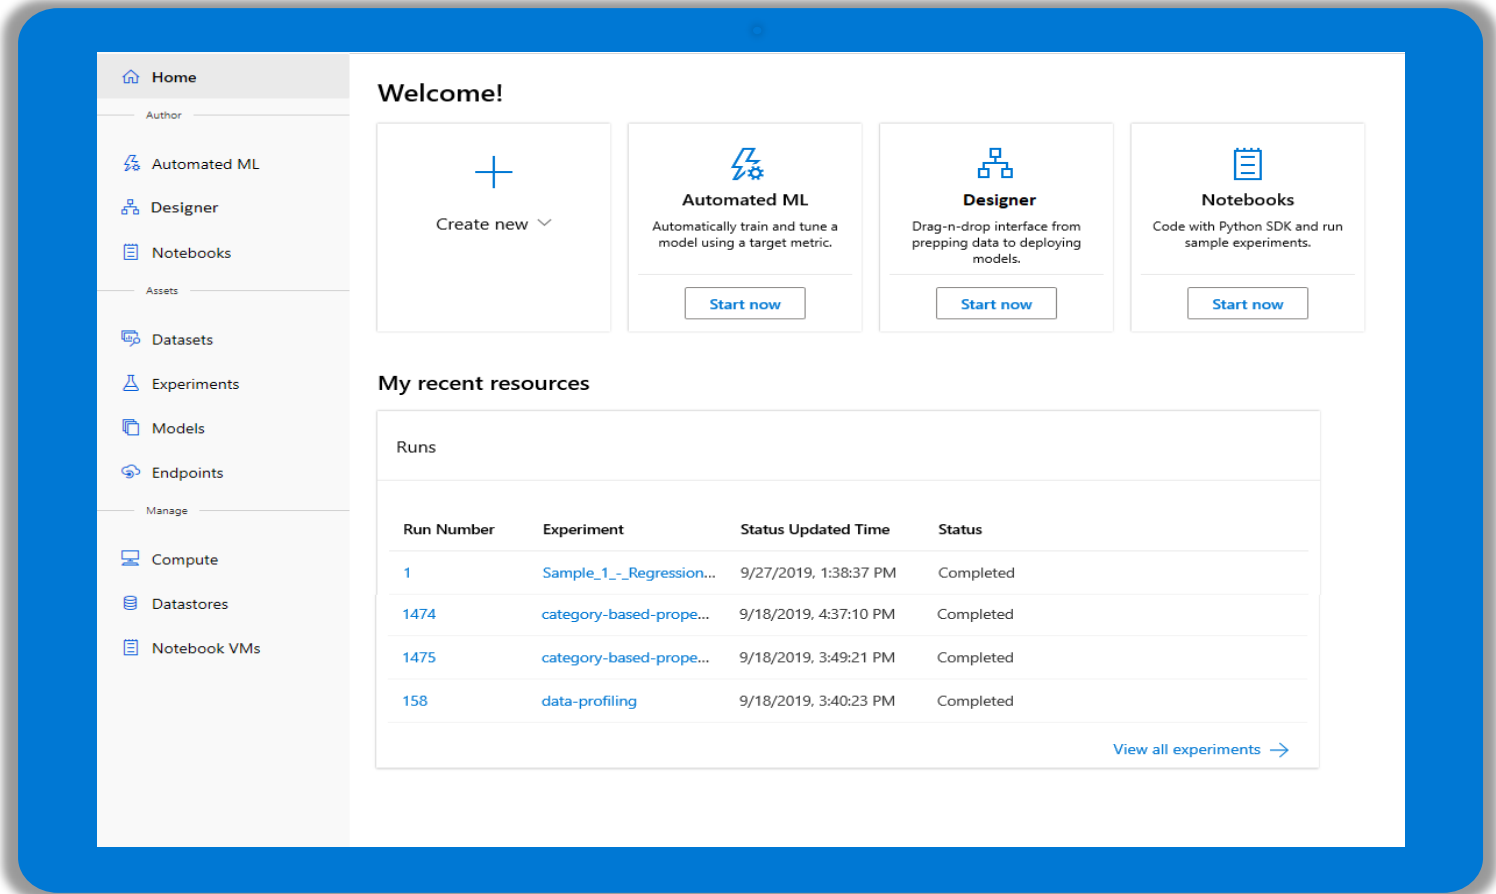 Home
Author
Automated ML
Designer
Notebooks
Assets
Datasets
Experiments
Models
Endpoints
Manage
Compute
Datastores
Notebook VMs
Welcome!
Create new
Automated ML
Automatically train and tune a
model using a target metric.
Start now
Designer
Drag-n-drop interface from
prepping data to deploying
models.
Start now
Notebooks
Code with Python SDK and run
sample experiments.
Start now
My recent resources
Runs
Run Number Experiment Status Updated Time Status
1 Sample_1_-_Regression... 9/27/2019, 1:38:37 PM Completed
1474 category-based-prope... 9/18/2019, 4:37:10 PM Completed
1475 category-based-prope... 9/18/2019, 3:49:21 PM Completed
158 data-profiling 9/18/2019, 3:40:23 PM Completed
View all experiments